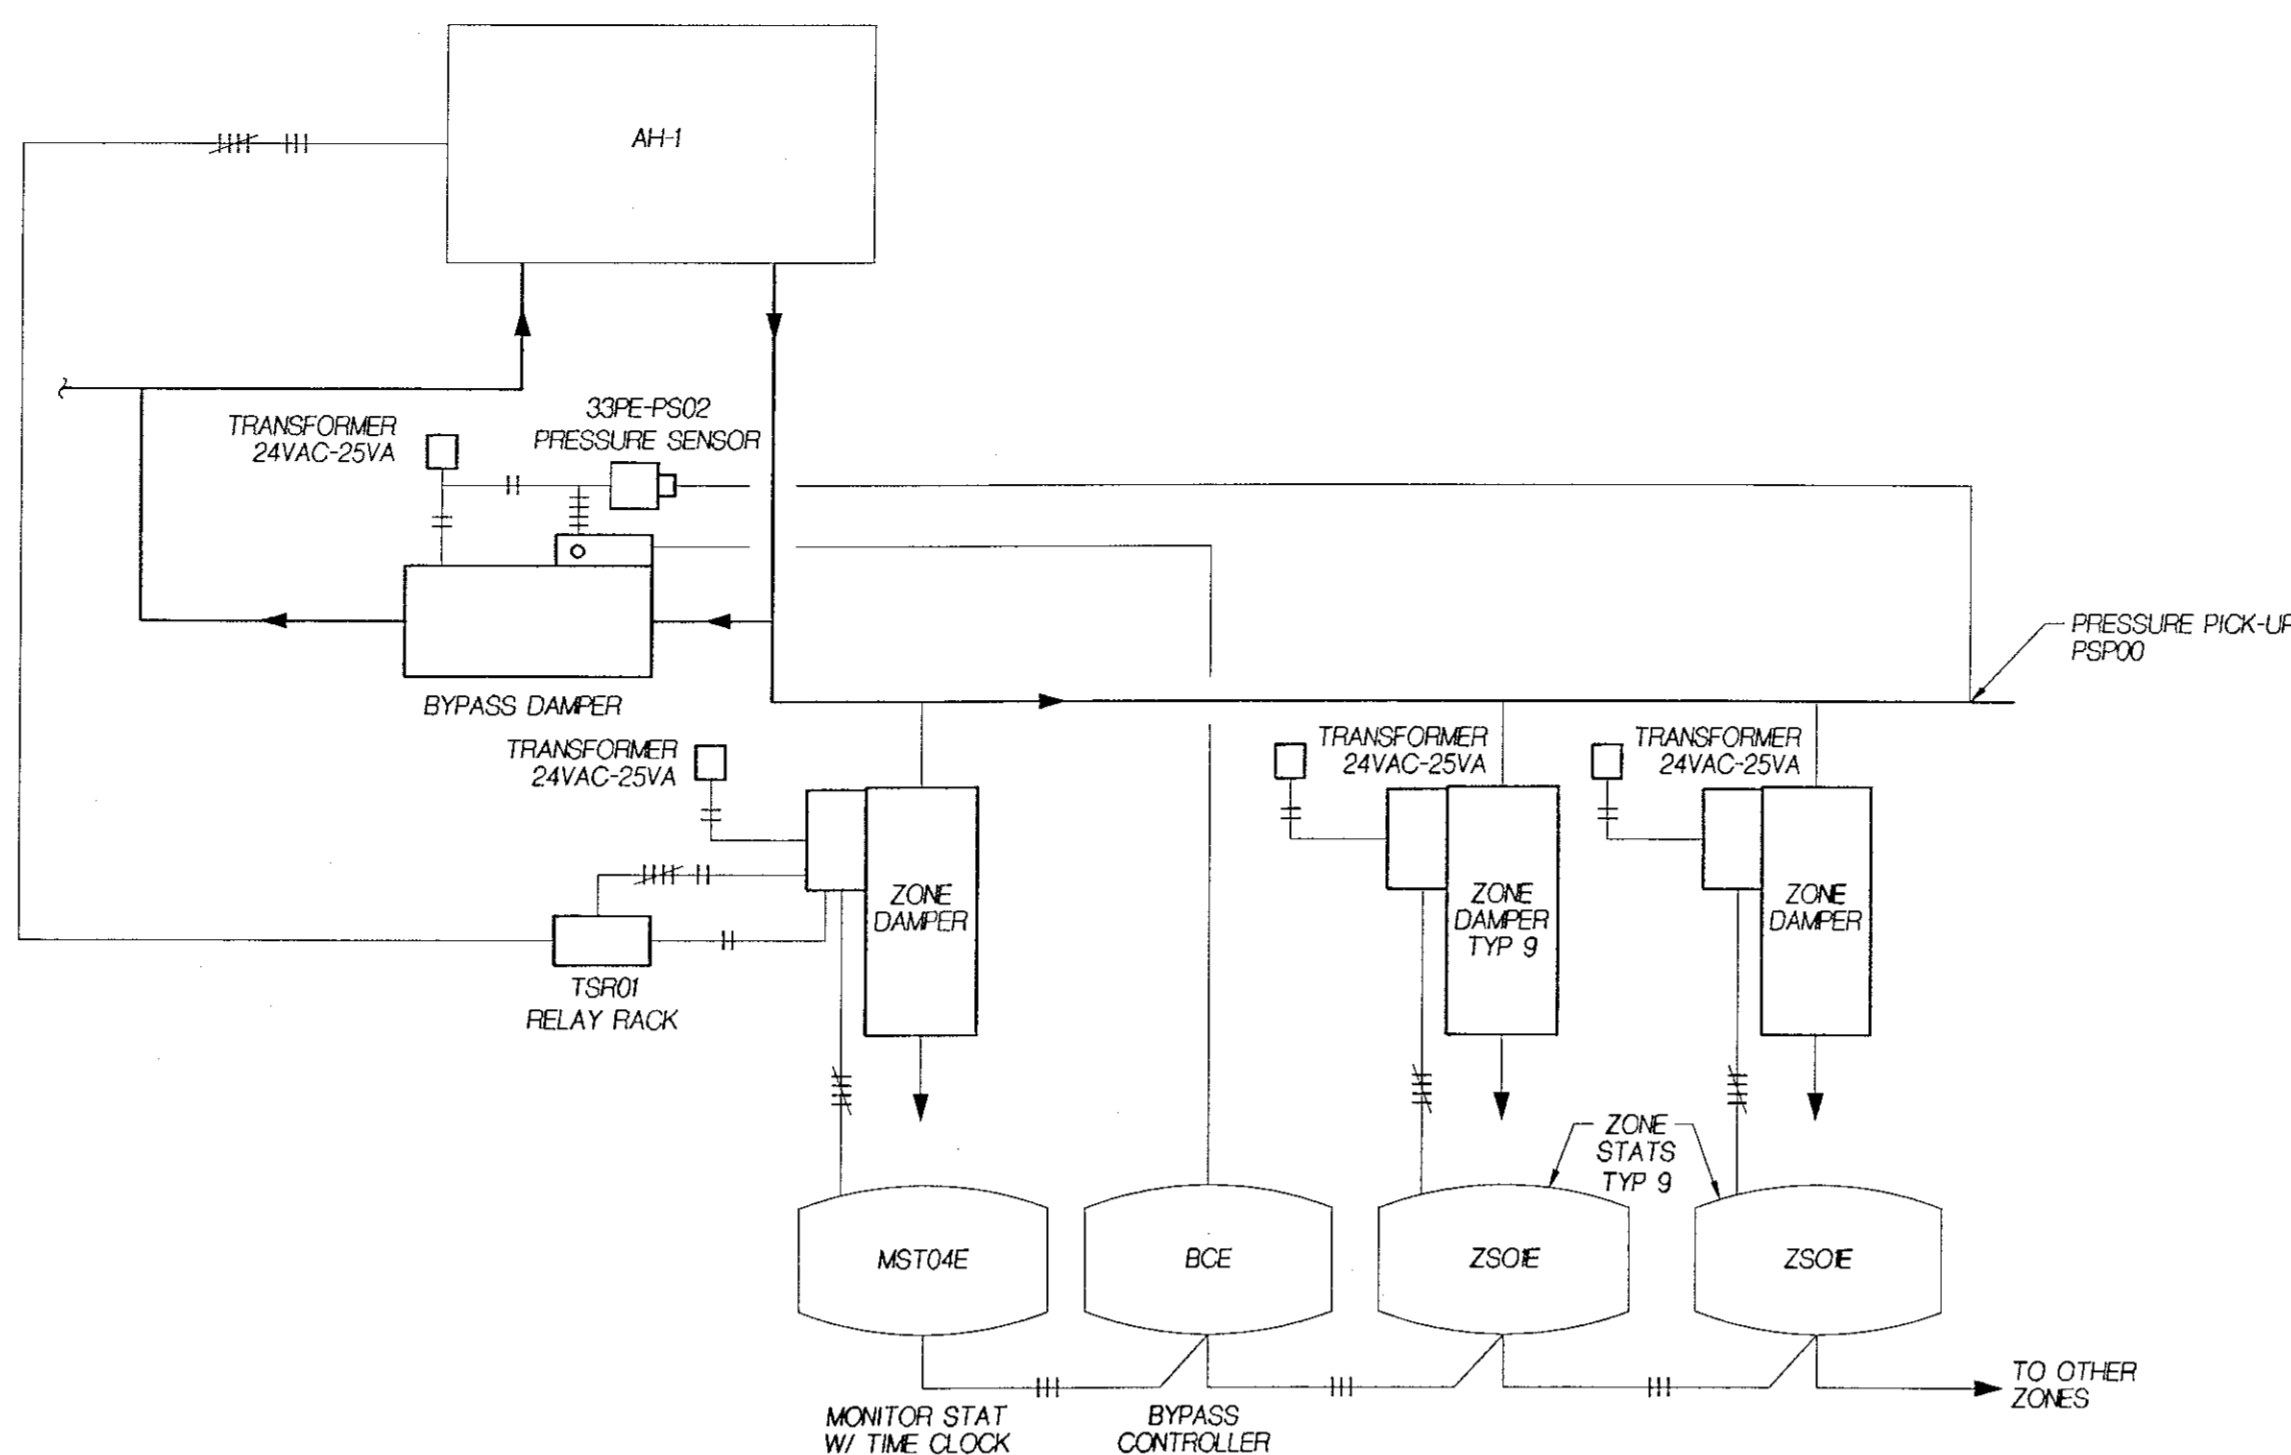 AH-1
TRANSFORMER
24VAC-25VA
33PE-PS02
PRESSURE SENSOR
PRESSURE PICK-UP
PSP00
BYPASS DAMPER
TRANSFORMER
24VAC-25VA
TRANSFORMER
24VAC-25VA
TRANSFORMER
24VAC-25VA
ZONE
DAMPER
ZONE
DAMPER
TYP 9
ZONE
DAMPER
TSR01
RELAY RACK
ZONE
STATS
TYP 9
MST04E
BCE
ZS01E
ZS01E
TO OTHER
ZONES
MONITOR STAT
W/ TIME CLOCK
BYPASS
CONTROLLER